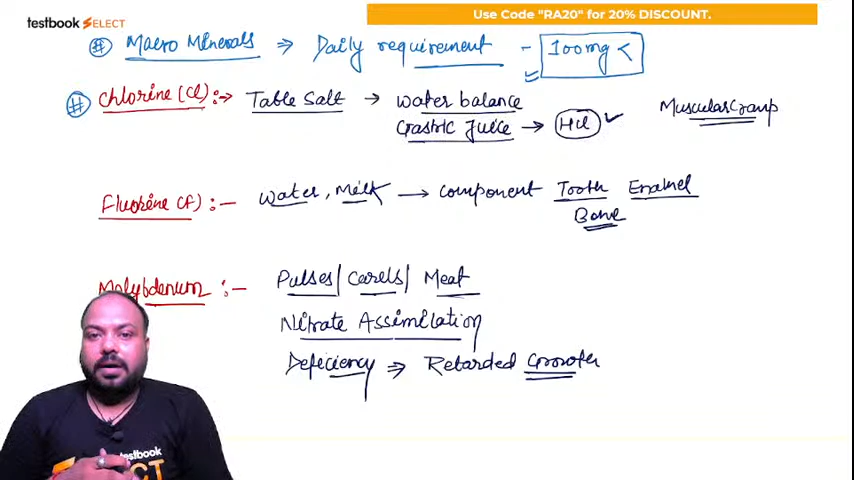 testbook SELECT
Use Code "RA20" for 20% DISCOUNT.
# Macro Minerals ⇒ Daily requirement - 100mg <
# Chlorine (Cl) :→ Table Salt → water balance
Gastric Juice → HCl ✓ Muscular Cramp
Fluorine (F) :- Water, Milk → component Tooth Enamel
Bone
Molybdenum :- Pulses/ Carels/ Meat
Nitrate Assimilation
Deficiency ⇒ Retarded Growth
testbook
SELECT